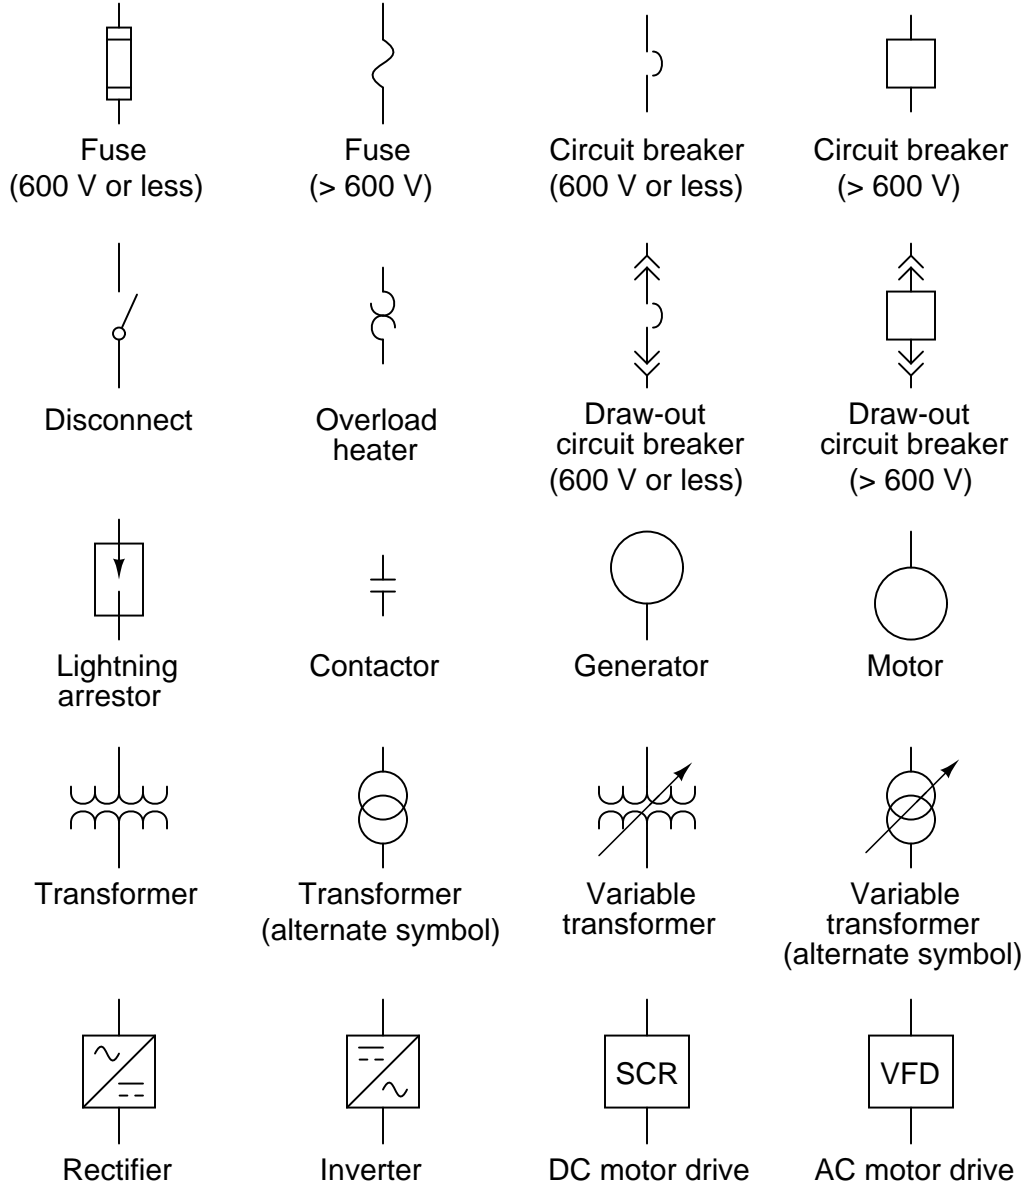 Fuse
(600 V or less)
Fuse
(> 600 V)
Circuit breaker
(600 V or less)
Circuit breaker
(> 600 V)
Disconnect
Overload
heater
Draw-out
circuit breaker
(600 V or less)
Draw-out
circuit breaker
(> 600 V)
Lightning
arrestor
Contactor
Generator
Motor
Transformer
Transformer
(alternate symbol)
Variable
transformer
Variable
transformer
(alternate symbol)
Rectifier
Inverter
SCR
DC motor drive
VFD
AC motor drive